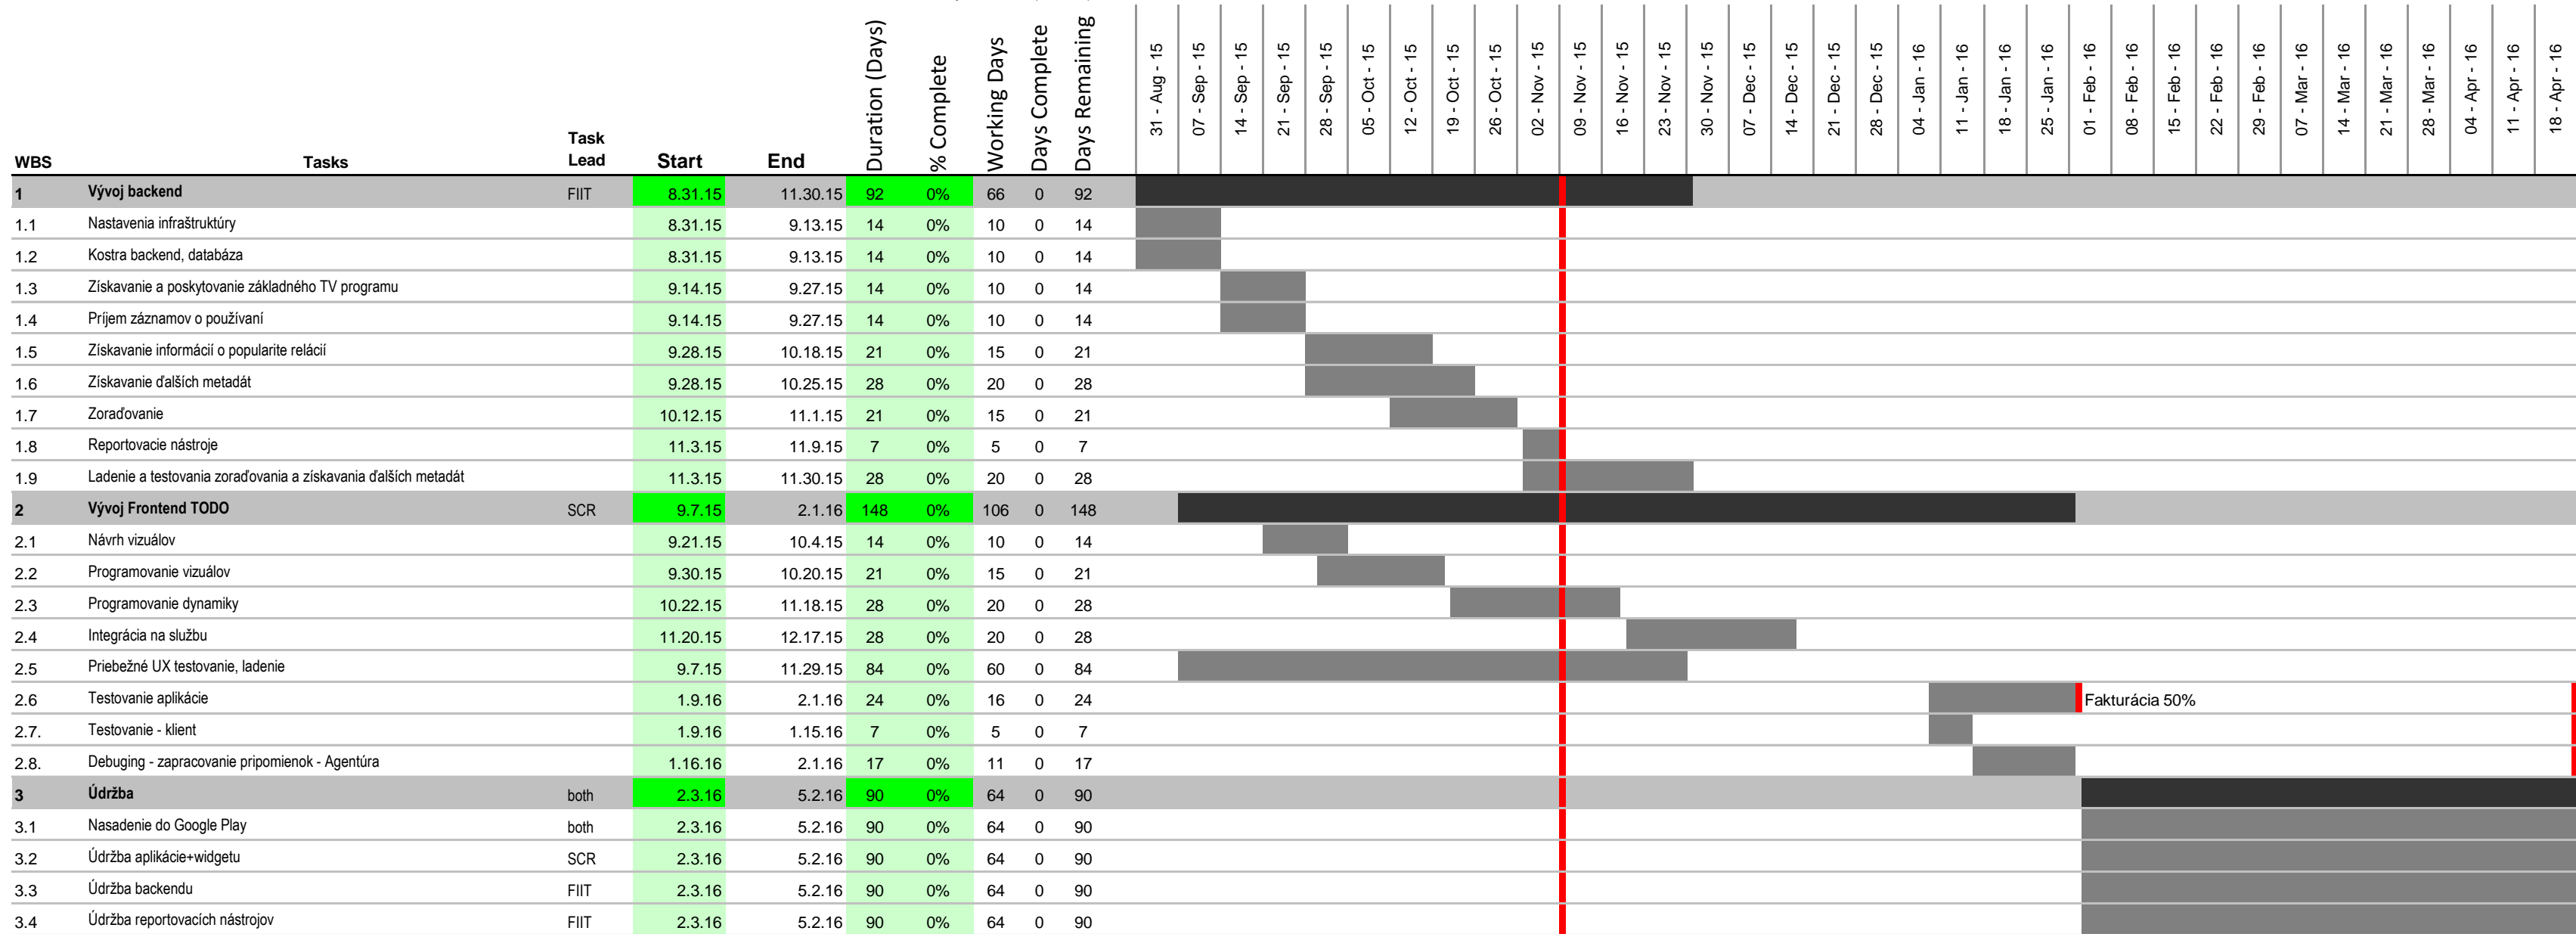 WBS Tasks Task Lead Start End Duration (Days) % Complete Working Days Days Complete Days Remaining 31 - Aug - 15 07 - Sep - 15 14 - Sep - 15 21 - Sep - 15 28 - Sep - 15 05 - Oct - 15 12 - Oct - 15 19 - Oct - 15 26 - Oct - 15 02 - Nov - 15 09 - Nov - 15 16 - Nov - 15 23 - Nov - 15 30 - Nov - 15 07 - Dec - 15 14 - Dec - 15 21 - Dec - 15 28 - Dec - 15 04 - Jan - 16 11 - Jan - 16 18 - Jan - 16 25 - Jan - 16 01 - Feb - 16 08 - Feb - 16 15 - Feb - 16 22 - Feb - 16 29 - Feb - 16 07 - Mar - 16 14 - Mar - 16 21 - Mar - 16 28 - Mar - 16 04 - Apr - 16 11 - Apr - 16 18 - Apr - 16
1 Vývoj backend FIIT 8.31.15 11.30.15 92 0% 66 0 92
1.1 Nastavenia infraštruktúry 8.31.15 9.13.15 14 0% 10 0 14
1.2 Kostra backend, databáza 8.31.15 9.13.15 14 0% 10 0 14
1.3 Získavanie a poskytovanie základného TV programu 9.14.15 9.27.15 14 0% 10 0 14
1.4 Príjem záznamov o používaní 9.14.15 9.27.15 14 0% 10 0 14
1.5 Získavanie informácií o popularite relácií 9.28.15 10.18.15 21 0% 15 0 21
1.6 Získavanie ďalších metadát 9.28.15 10.25.15 28 0% 20 0 28
1.7 Zoraďovanie 10.12.15 11.1.15 21 0% 15 0 21
1.8 Reportovacie nástroje 11.3.15 11.9.15 7 0% 5 0 7
1.9 Ladenie a testovania zoraďovania a získavania ďalších metadát 11.3.15 11.30.15 28 0% 20 0 28
2 Vývoj Frontend TODO SCR 9.7.15 2.1.16 148 0% 106 0 148
2.1 Návrh vizuálov 9.21.15 10.4.15 14 0% 10 0 14
2.2 Programovanie vizuálov 9.30.15 10.20.15 21 0% 15 0 21
2.3 Programovanie dynamiky 10.22.15 11.18.15 28 0% 20 0 28
2.4 Integrácia na službu 11.20.15 12.17.15 28 0% 20 0 28
2.5 Priebežné UX testovanie, ladenie 9.7.15 11.29.15 84 0% 60 0 84
2.6 Testovanie aplikácie 1.9.16 2.1.16 24 0% 16 0 24 Fakturácia 50%
2.7. Testovanie - klient 1.9.16 1.15.16 7 0% 5 0 7
2.8. Debuging - zapracovanie pripomienok - Agentúra 1.16.16 2.1.16 17 0% 11 0 17
3 Údržba both 2.3.16 5.2.16 90 0% 64 0 90
3.1 Nasadenie do Google Play both 2.3.16 5.2.16 90 0% 64 0 90
3.2 Údržba aplikácie+widgetu SCR 2.3.16 5.2.16 90 0% 64 0 90
3.3 Údržba backendu FIIT 2.3.16 5.2.16 90 0% 64 0 90
3.4 Údržba reportovacích nástrojov FIIT 2.3.16 5.2.16 90 0% 64 0 90